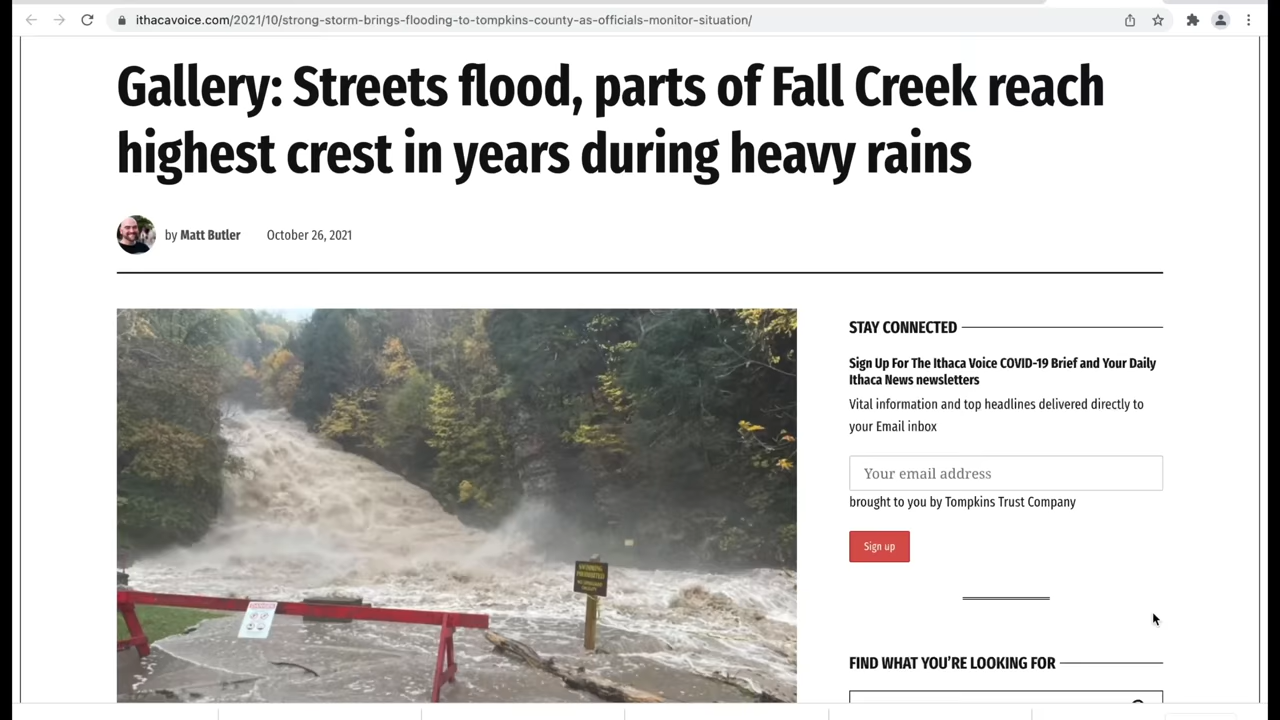 ithacavoice.com/2021/10/strong-storm-brings-flooding-to-tompkins-county-as-officials-monitor-situation/
Gallery: Streets flood, parts of Fall Creek reach
highest crest in years during heavy rains
by Matt Butler October 26, 2021
STAY CONNECTED
Sign Up For The Ithaca Voice COVID-19 Brief and Your Daily
Ithaca News newsletters
Vital information and top headlines delivered directly to
your Email inbox
Your email address
brought to you by Tompkins Trust Company
Sign up
SWIMMING
PROHIBITED
FIND WHAT YOU'RE LOOKING FOR